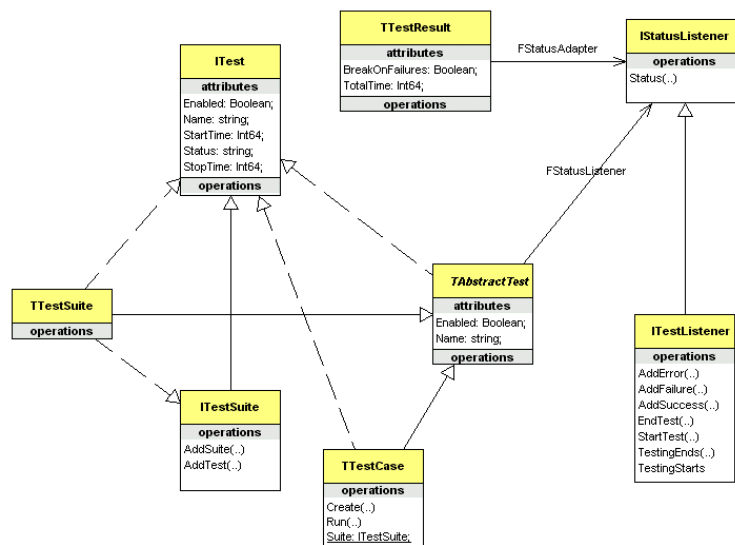 ITest
attributes
Enabled: Boolean;
Name: string;
StartTime: Int64;
Status: string;
StopTime: Int64;
operations
TTestResult
attributes
BreakOnFailures: Boolean;
TotalTime: Int64;
operations
FStatusAdapter
IStatusListener
operations
Status(..)
FStatusListener
TTestSuite
operations
TAbstractTest
attributes
Enabled: Boolean;
Name: string;
operations
ITestListener
operations
AddError(..)
AddFailure(..)
AddSuccess(..)
EndTest(..)
StartTest(..)
TestingEnds(..)
TestingStarts
ITestSuite
operations
AddSuite(..)
AddTest(..)
TTestCase
operations
Create(..)
Run(..)
Suite: ITestSuite;